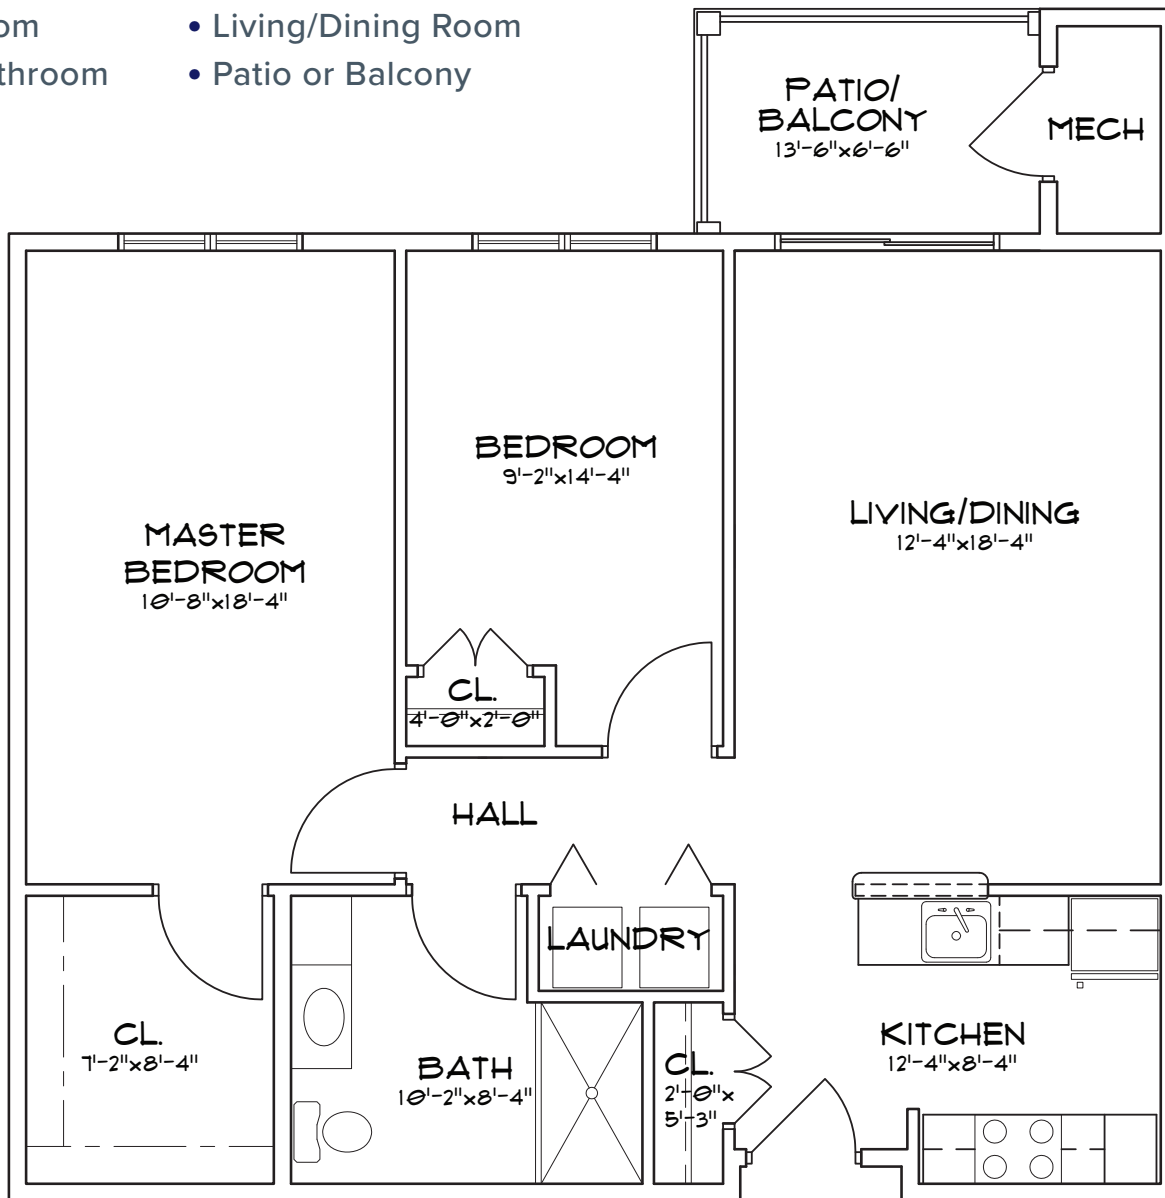 • Living/Dining Room
• Patio or Balcony
PATIO/
BALCONY
13'-6"x6'-6"
MECH
BEDROOM
9'-2"x14'-4"
LIVING/DINING
12'-4"x18'-4"
MASTER
BEDROOM
10'-8"x18'-4"
CL.
4'-0"x2'-0"
HALL
LAUNDRY
CL.
7'-2"x8'-4"
BATH
10'-2"x8'-4"
CL.
2'-0"x
5'-3"
KITCHEN
12'-4"x8'-4"